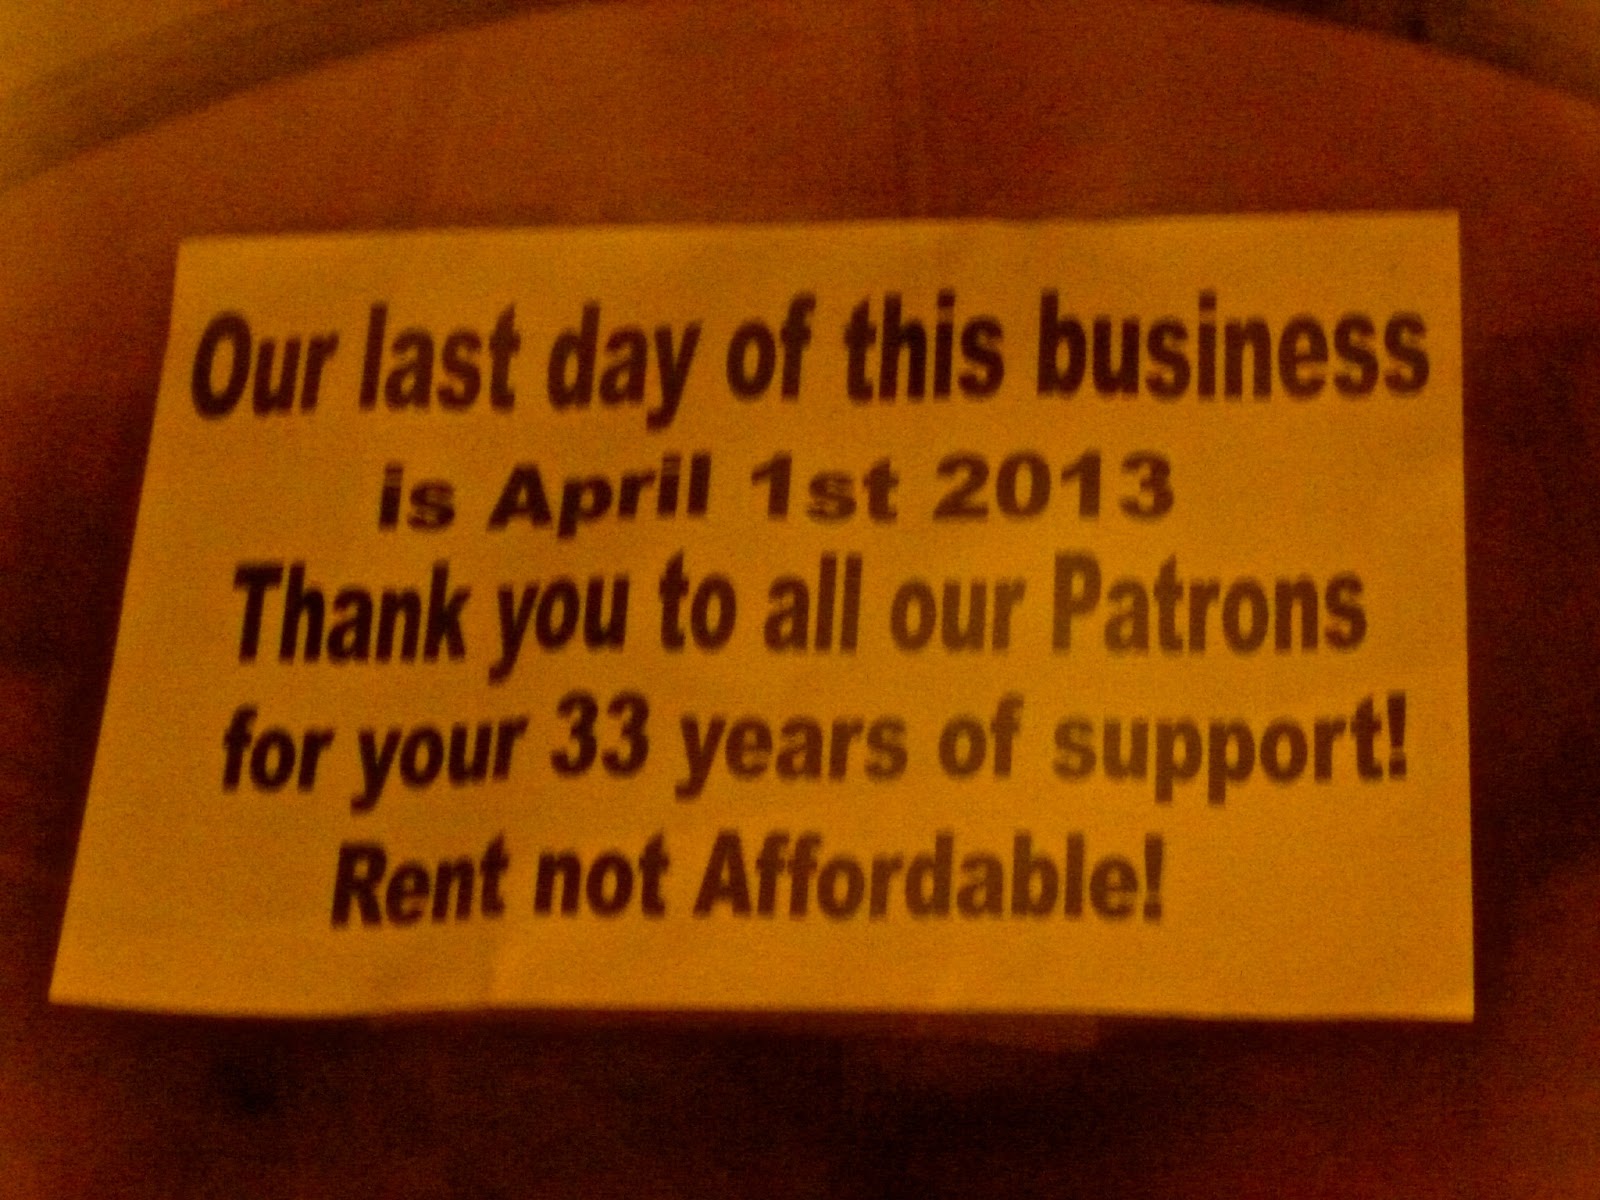 Our last day of this business
is April 1st 2013
Thank you to all our Patrons
for your 33 years of support!
Rent not Affordable!